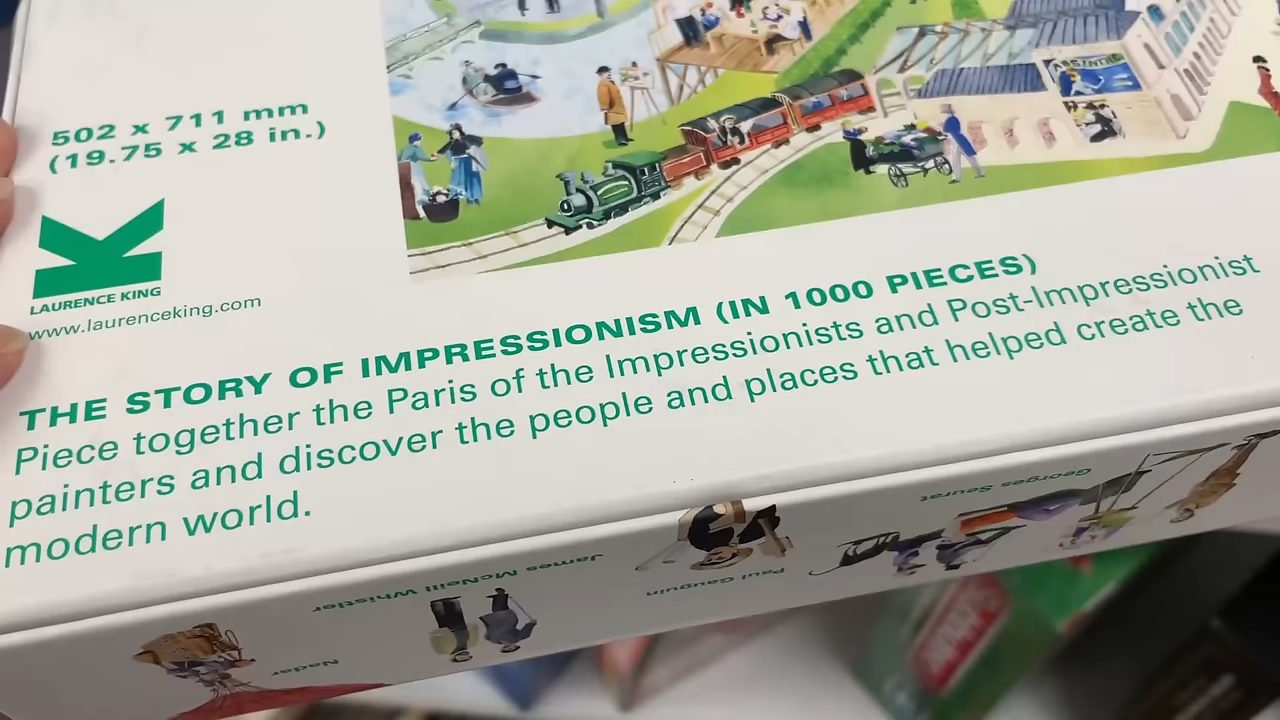 502 x 711 mm
(19.75 x 28 in.)
LAURENCE KING
www.laurenceking.com
ABSINTHE
THE STORY OF IMPRESSIONISM (IN 1000 PIECES)
Piece together the Paris of the Impressionists and Post-Impressionist
painters and discover the people and places that helped create the
modern world.
Georges Seurat
Paul Gauguin
James McNeill Whistler
Nadar